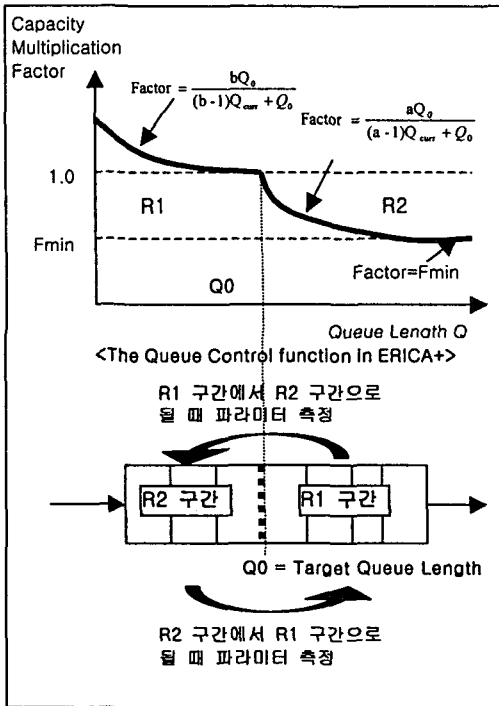 Capacity
Multiplication
Factor
Factor = bQ₀ / (b-1)Q curr + Q₀
Factor = aQ₀ / (a-1)Q curr + Q₀
1.0
R1
R2
Fmin
Factor=Fmin
Q0
Queue Length Q
<The Queue Control function in ERICA+>
R1 구간에서 R2 구간으로
될 때 파라미터 측정
R2 구간
R1 구간
Q0 = Target Queue Length
R2 구간에서 R1 구간으로
될 때 파라미터 측정